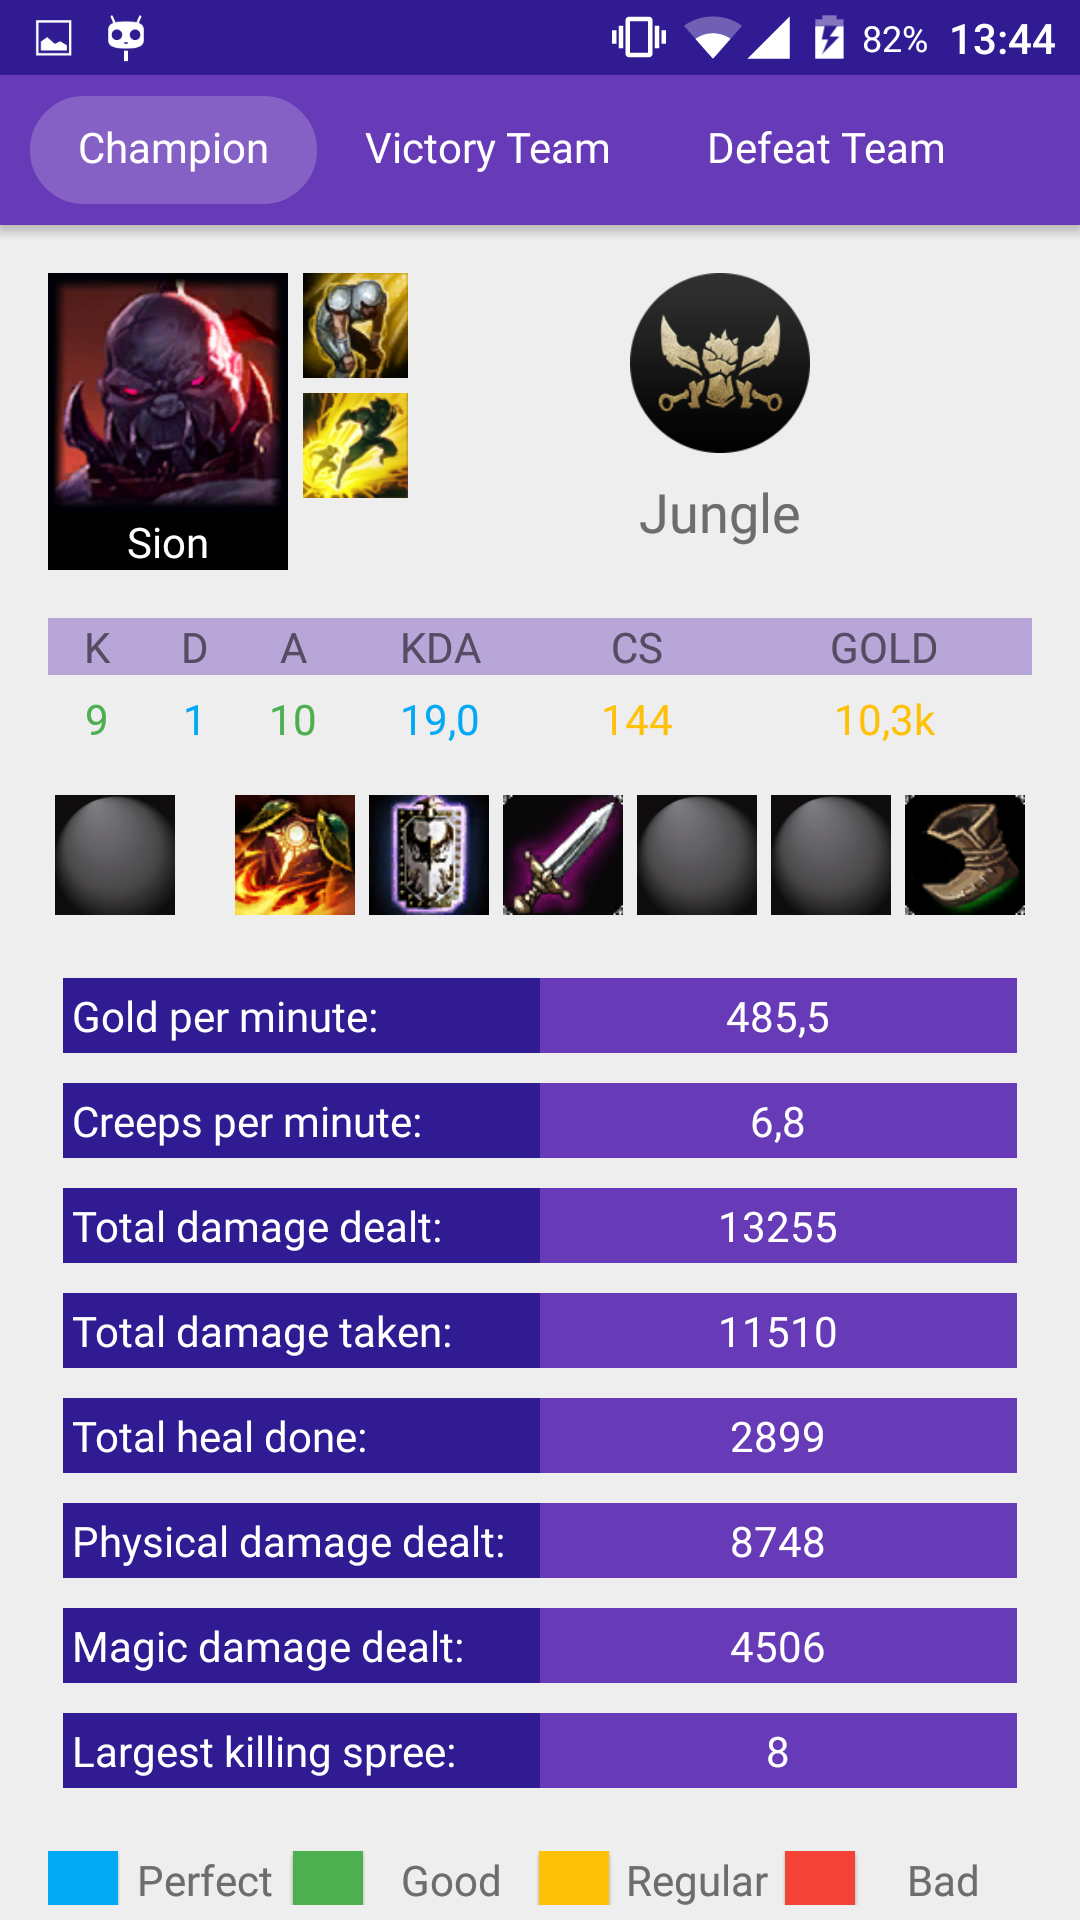 82% 13:44
Champion Victory Team Defeat Team
Sion
Jungle
K D A KDA CS GOLD
9 1 10 19,0 144 10,3k
Gold per minute: 485,5
Creeps per minute: 6,8
Total damage dealt: 13255
Total damage taken: 11510
Total heal done: 2899
Physical damage dealt: 8748
Magic damage dealt: 4506
Largest killing spree: 8
Perfect Good Regular Bad